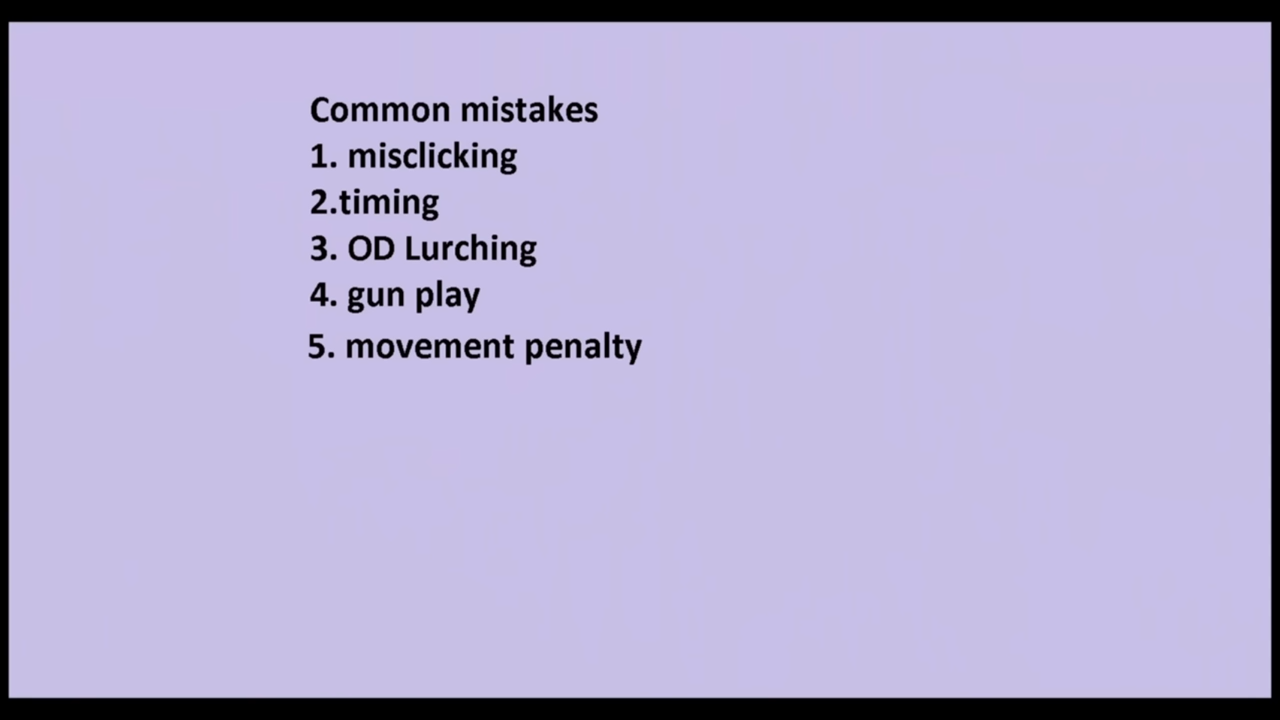 Common mistakes
1. misclicking
2.timing
3. OD Lurching
4. gun play
5. movement penalty